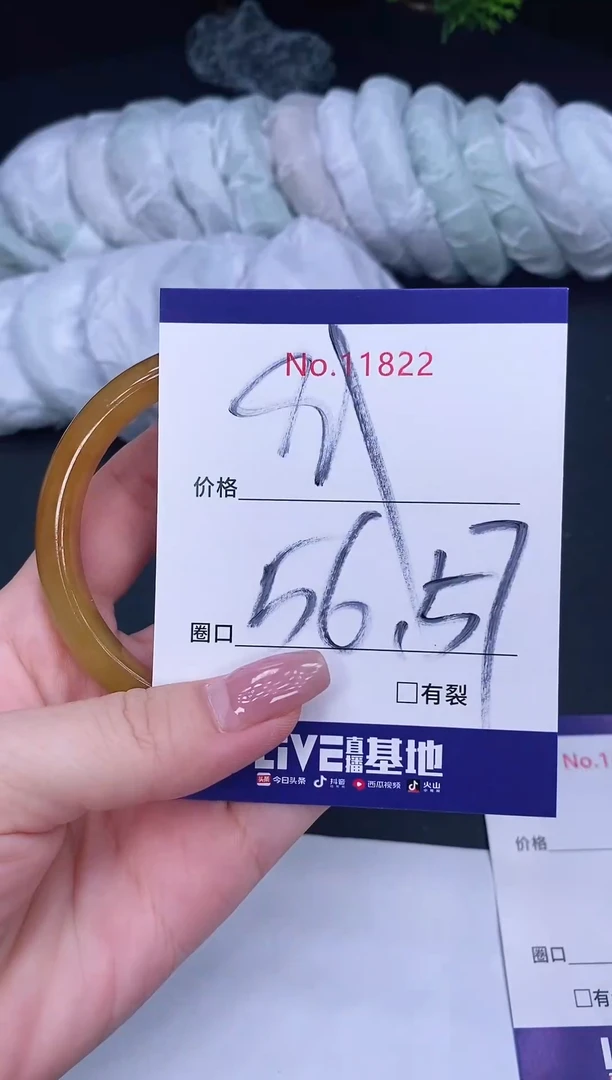 No.11822
价格
圈口 56.57
□有裂
LIVE直播基地
今日头条 抖音 西瓜视频 火山
No.1
价格
圈口
□有